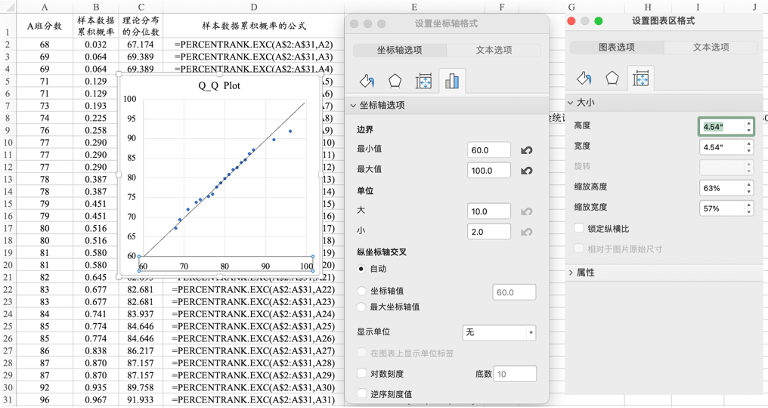 A B C D E F G H I J
1 A班分数 样本数据累积概率 理论分布的分位数 样本数据累积概率的公式
2 68 0.032 67.174 =PERCENTRANK.EXC(A$2:A$31,A2)
3 69 0.064 69.389 =PERCENTRANK.EXC(A$2:A$31,A3)
4 69 0.064 69.389 =PERCENTRANK.EXC(A$2:A$31,A4)
5 71 0.129 A5)
6 71 0.129 A6)
7 73 0.193 A7)
8 74 0.225 A8)
9 76 0.258 A9)
10 77 0.290 10)
11 77 0.290 11)
12 77 0.290 12)
13 78 0.387 13)
14 78 0.387 14)
15 79 0.451 15)
16 79 0.451 16)
17 80 0.516 17)
18 80 0.516 18)
19 81 0.580 19)
20 81 0.580 20)
21 82 0.645 A21)
22 83 0.677 82.681 =PERCENTRANK.EXC(A$2:A$31,A22)
23 83 0.677 82.681 =PERCENTRANK.EXC(A$2:A$31,A23)
24 84 0.741 83.937 =PERCENTRANK.EXC(A$2:A$31,A24)
25 85 0.774 84.646 =PERCENTRANK.EXC(A$2:A$31,A25)
26 85 0.774 84.646 =PERCENTRANK.EXC(A$2:A$31,A26)
27 86 0.838 86.217 =PERCENTRANK.EXC(A$2:A$31,A27)
28 87 0.870 87.157 =PERCENTRANK.EXC(A$2:A$31,A28)
29 87 0.870 87.157 =PERCENTRANK.EXC(A$2:A$31,A29)
30 92 0.935 89.758 =PERCENTRANK.EXC(A$2:A$31,A30)
31 96 0.967 91.933 =PERCENTRANK.EXC(A$2:A$31,A31)
Q_Q Plot
100
95
90
85
80
75
70
65
60
60 70 80 90 100
设置坐标轴格式
坐标轴选项 文本选项
坐标轴选项
边界
最小值 60.0
最大值 100.0
单位
大 10.0
小 2.0
纵坐标轴交叉
自动
坐标轴值 60.0
最大坐标轴值
显示单位 无
在图表上显示单位标签
对数刻度 底数 10
逆序刻度值
设置图表区格式
图表选项 文本选项
大小
高度 4.54"
宽度 4.54"
旋转
缩放高度 63%
缩放宽度 57%
锁定纵横比
相对于图片原始尺寸
属性